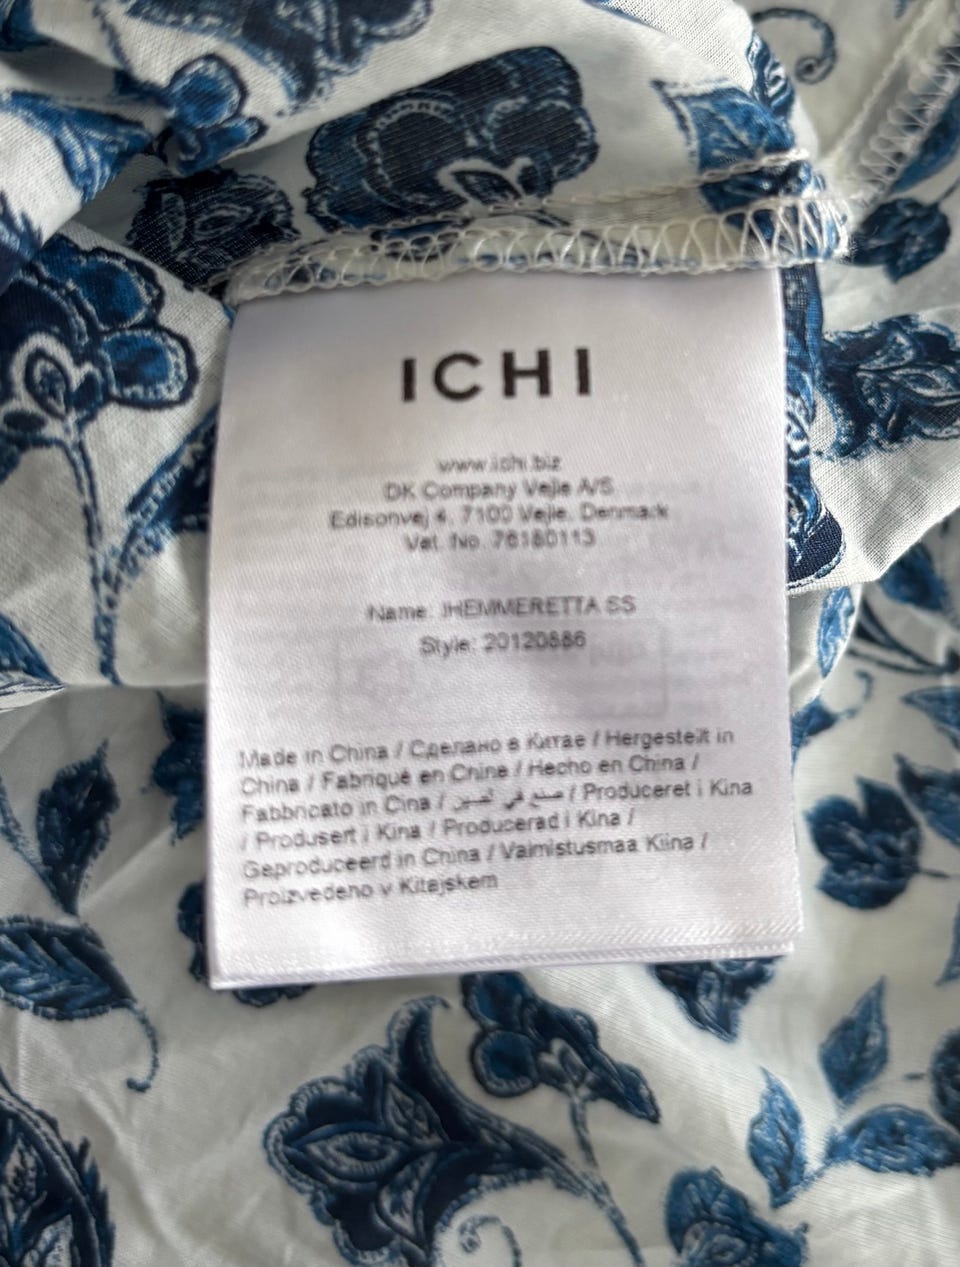 ICHI
www.ichi.biz
DK Company Vejle A/S
Edisonvej 4, 7100 Vejle, Denmark
Vat. No. 76180113
Name: IHEMMERETTA SS
Style: 20120886
Made in China / Сделано в Китае / Hergestellt in
China / Fabriqué en Chine / Hecho en China /
Fabbricato in Cina / صنع في الصين / Produceret i Kina
/ Produsert i Kina / Producerad i Kina /
Geproduceerd in China / Valmistusmaa Kiina /
Proizvedeno v Kitajskem